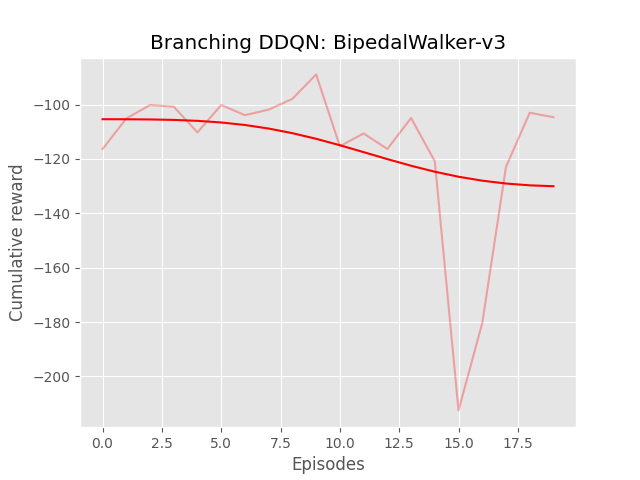 Branching DDQN: BipedalWalker-v3
Cumulative reward
−100
−120
−140
−160
−180
−200
0.0 2.5 5.0 7.5 10.0 12.5 15.0 17.5
Episodes